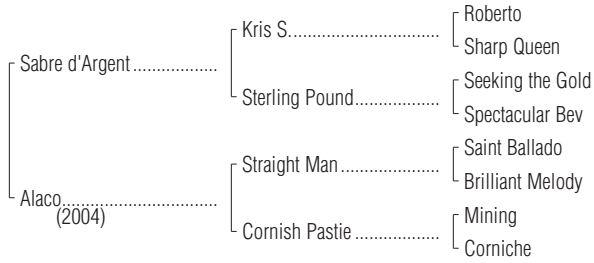 Roberto
Kris S.
Sharp Queen
Sabre d'Argent
Seeking the Gold
Sterling Pound
Spectacular Bev
Saint Ballado
Straight Man
Brilliant Melody
Alaco
(2004)
Mining
Cornish Pastie
Corniche